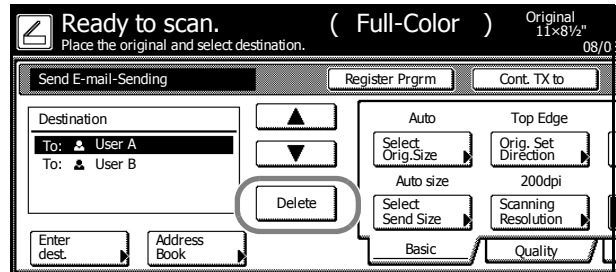 Ready to scan. ( Full-Color )
Original
11×8½"
Place the original and select destination.
08/0
Send E-mail-Sending
Register Prgrm
Cont. TX to
Destination
To: User A
To: User B
Delete
Enter
dest.
Address
Book
Auto
Select
Orig.Size
Auto size
Select
Send Size
Top Edge
Orig. Set
Direction
200dpi
Scanning
Resolution
Basic
Quality